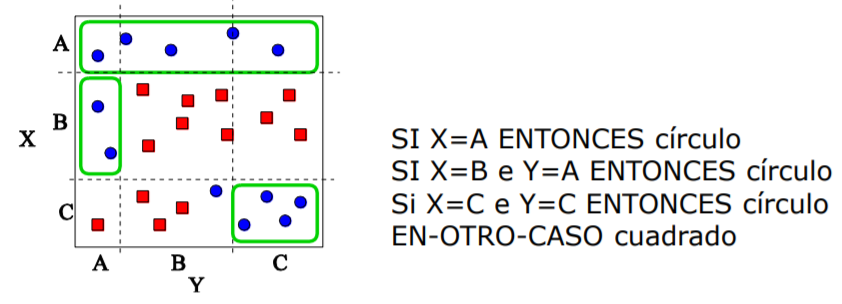 A
B
X
C
A B C
Y
SI X=A ENTONCES círculo
SI X=B e Y=A ENTONCES círculo
Si X=C e Y=C ENTONCES círculo
EN-OTRO-CASO cuadrado